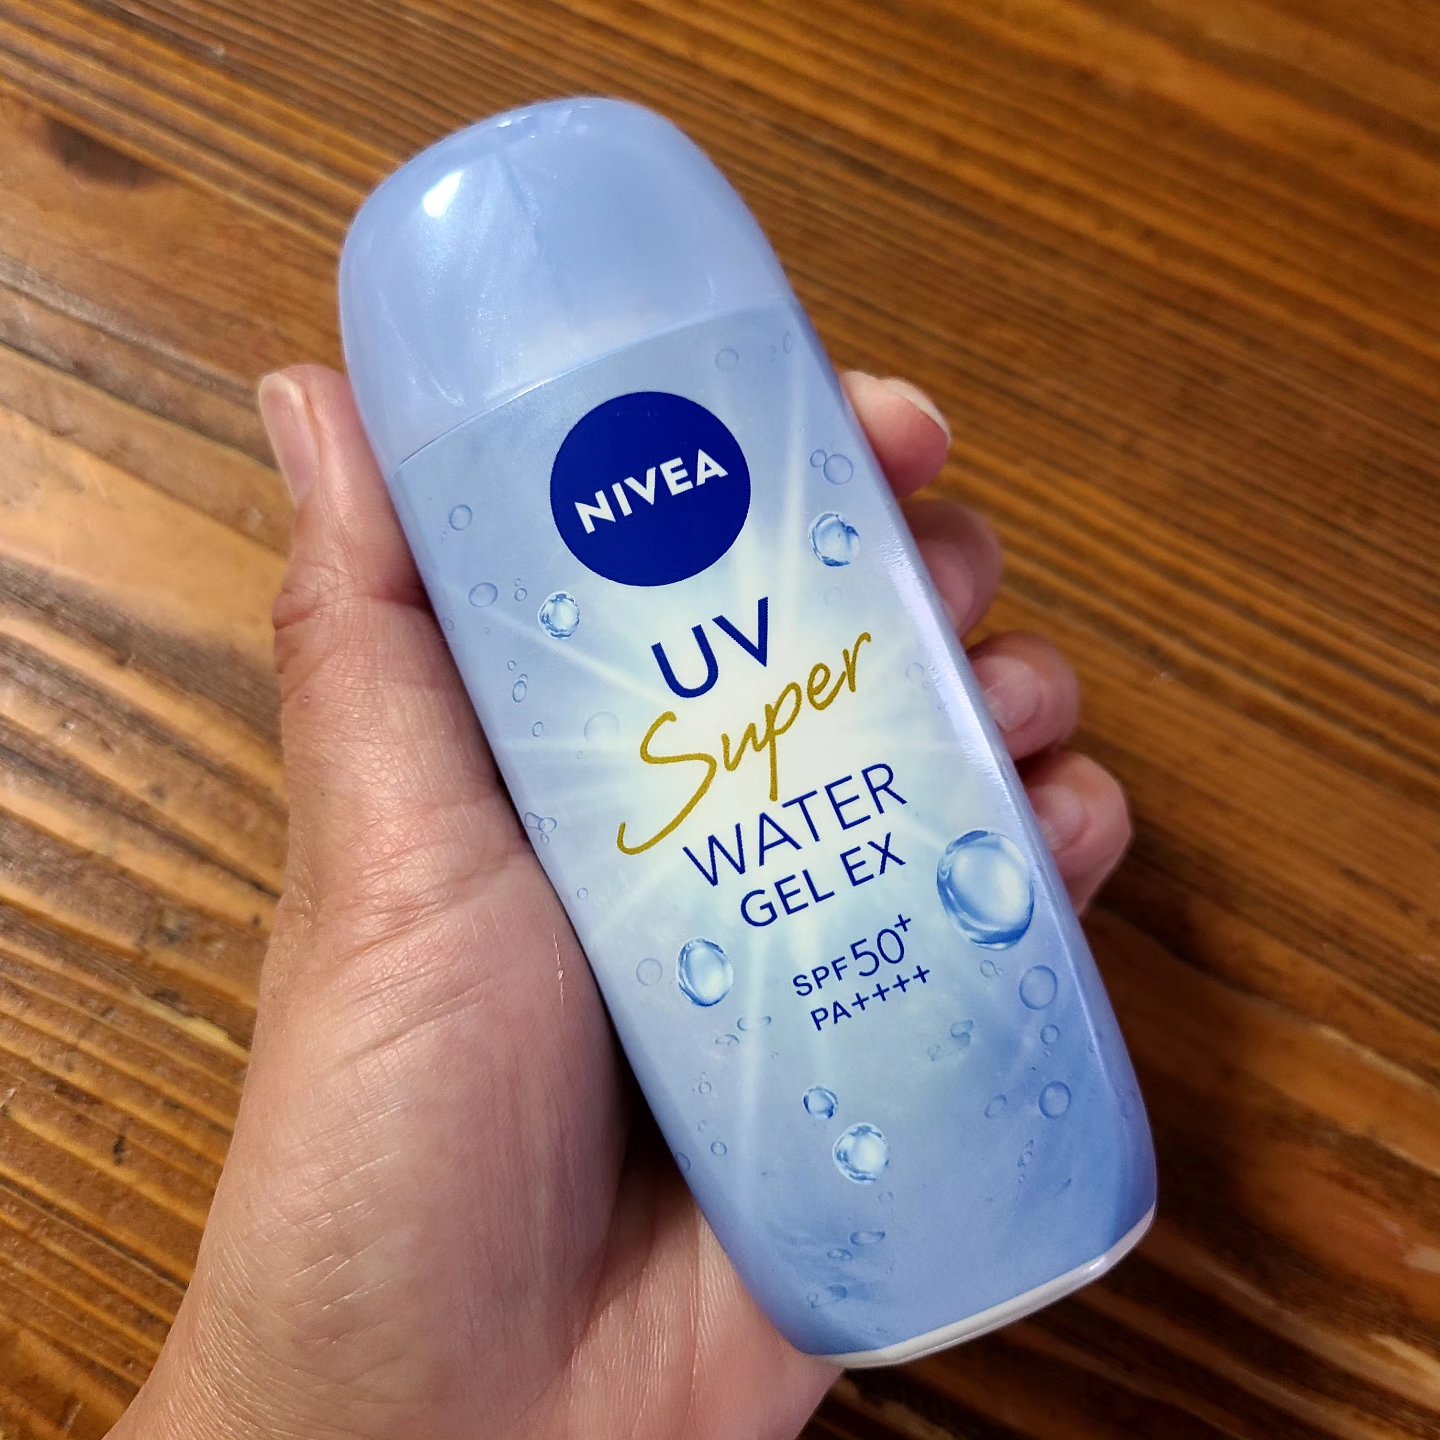 NIVEA
UV
Super
WATER
GEL EX
SPF50+
PA++++